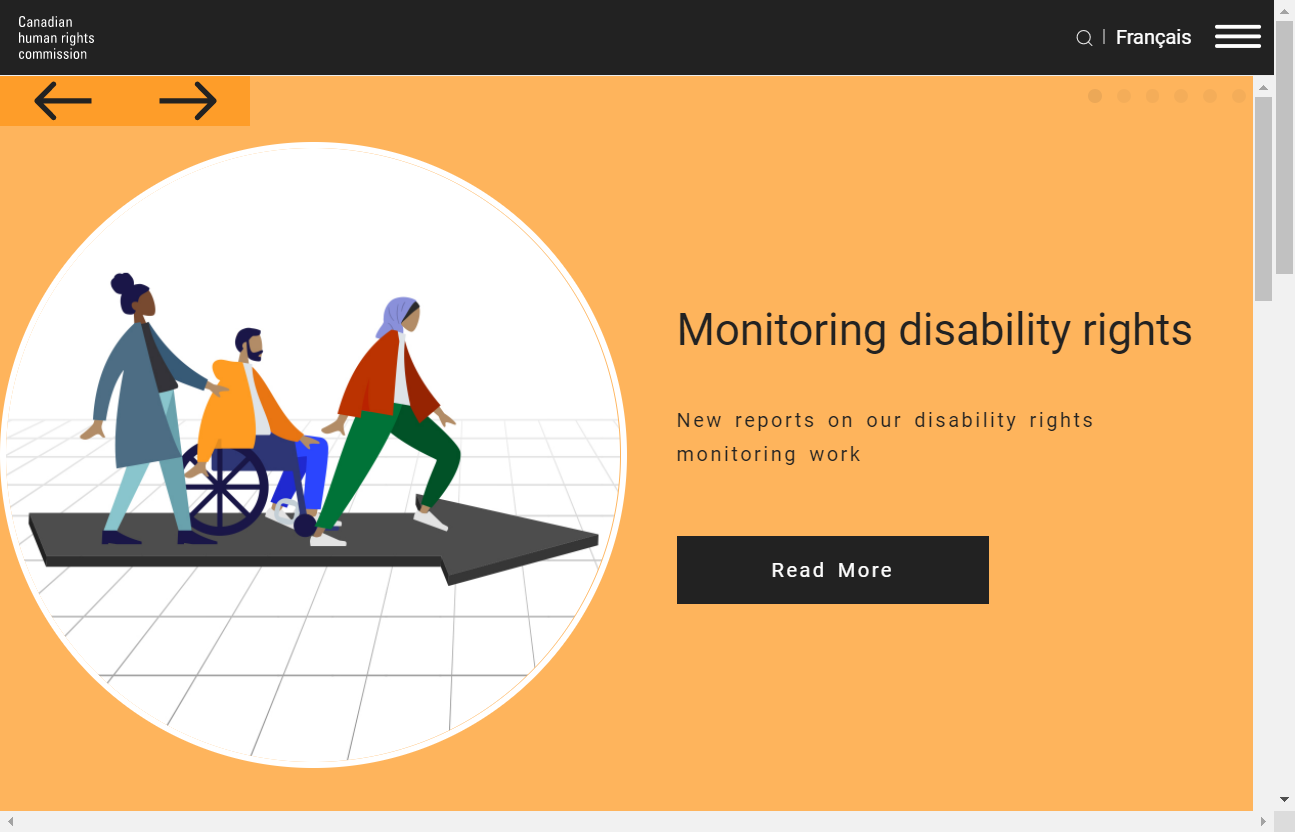 Canadian
human rights
commission
| Français
Monitoring disability rights
New reports on our disability rights
monitoring work
Read More